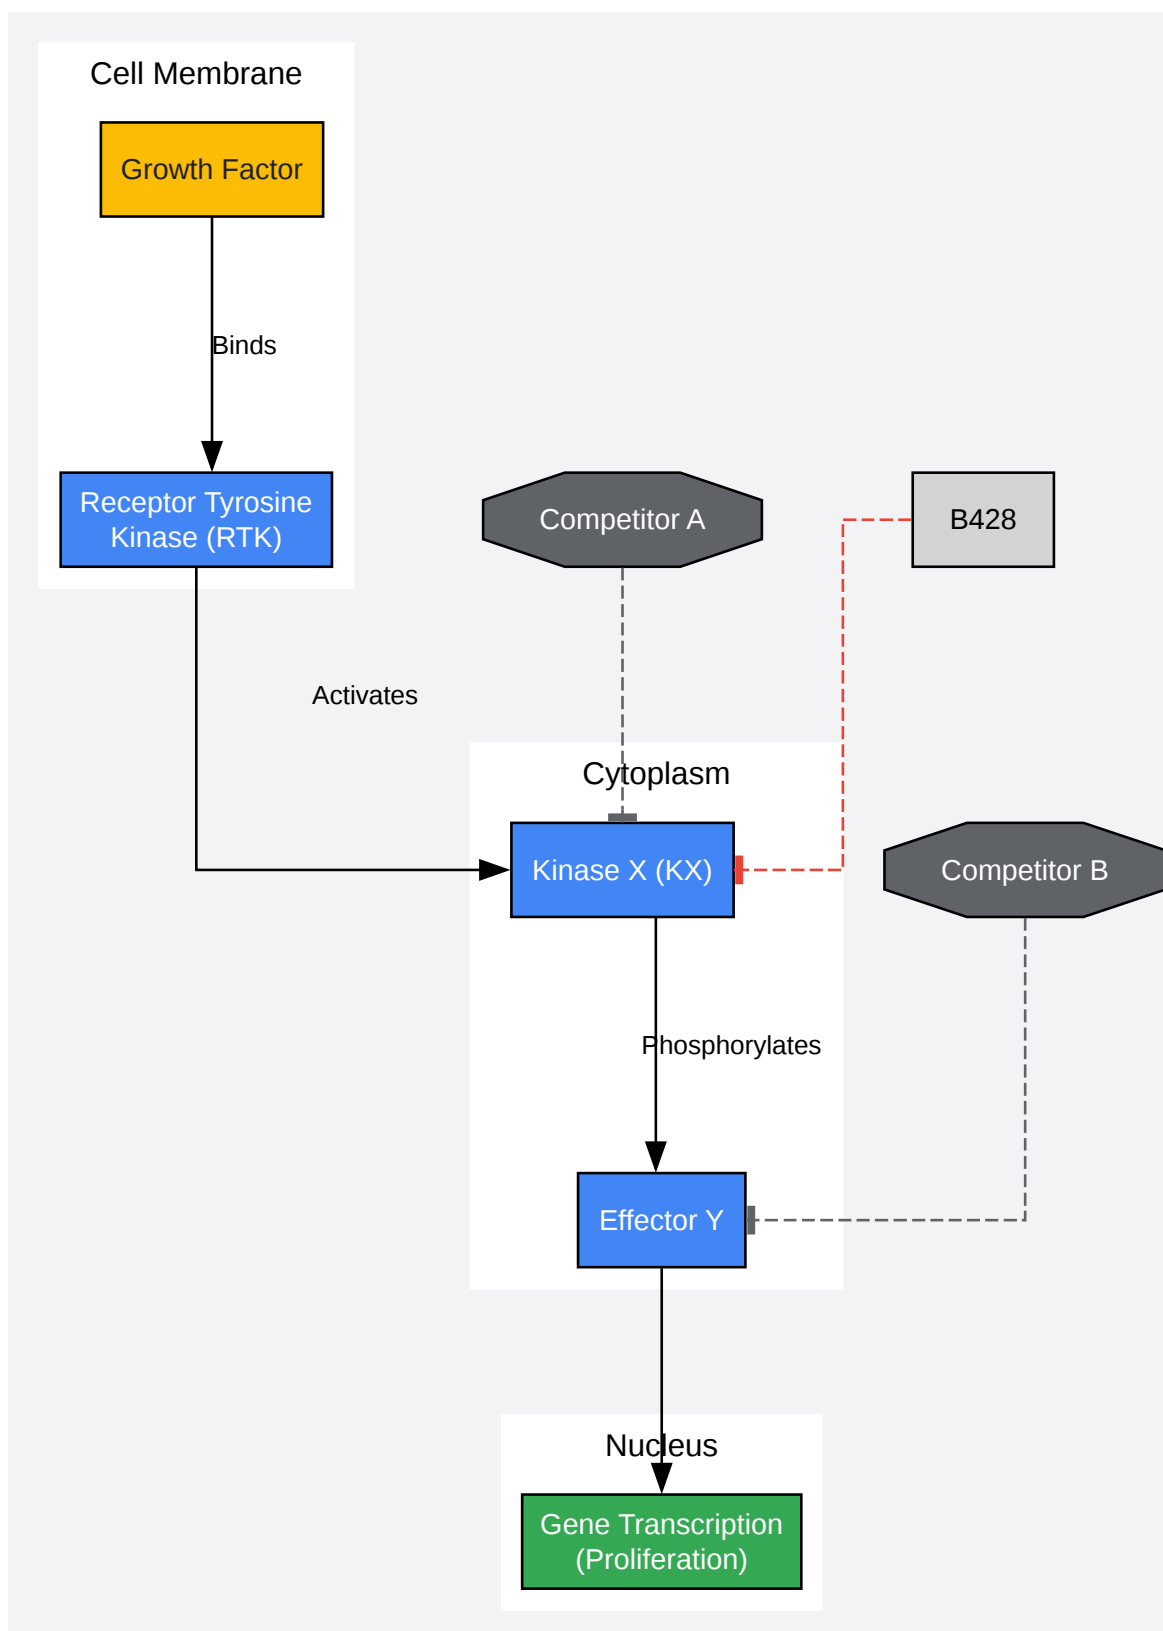 Cell Membrane
Growth Factor
Binds
Receptor Tyrosine
Kinase (RTK)
Competitor A
B428
Activates
Cytoplasm
Kinase X (KX)
Competitor B
Phosphorylates
Effector Y
Nucleus
Gene Transcription
(Proliferation)